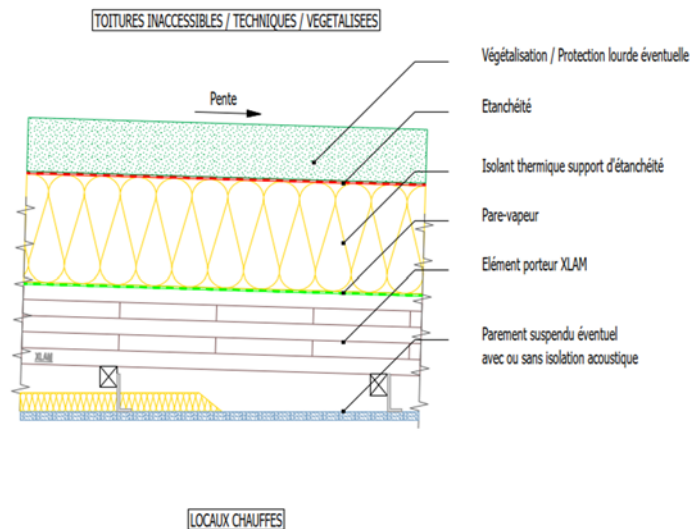 TOITURES INACCESSIBLES / TECHNIQUES / VEGETALISEES
Végétalisation / Protection lourde éventuelle
Pente
Etanchéité
Isolant thermique support d'étanchéité
Pare-vapeur
Elément porteur XLAM
Parement suspendu éventuel
avec ou sans isolation acoustique
XLAM
LOCAUX CHAUFFES